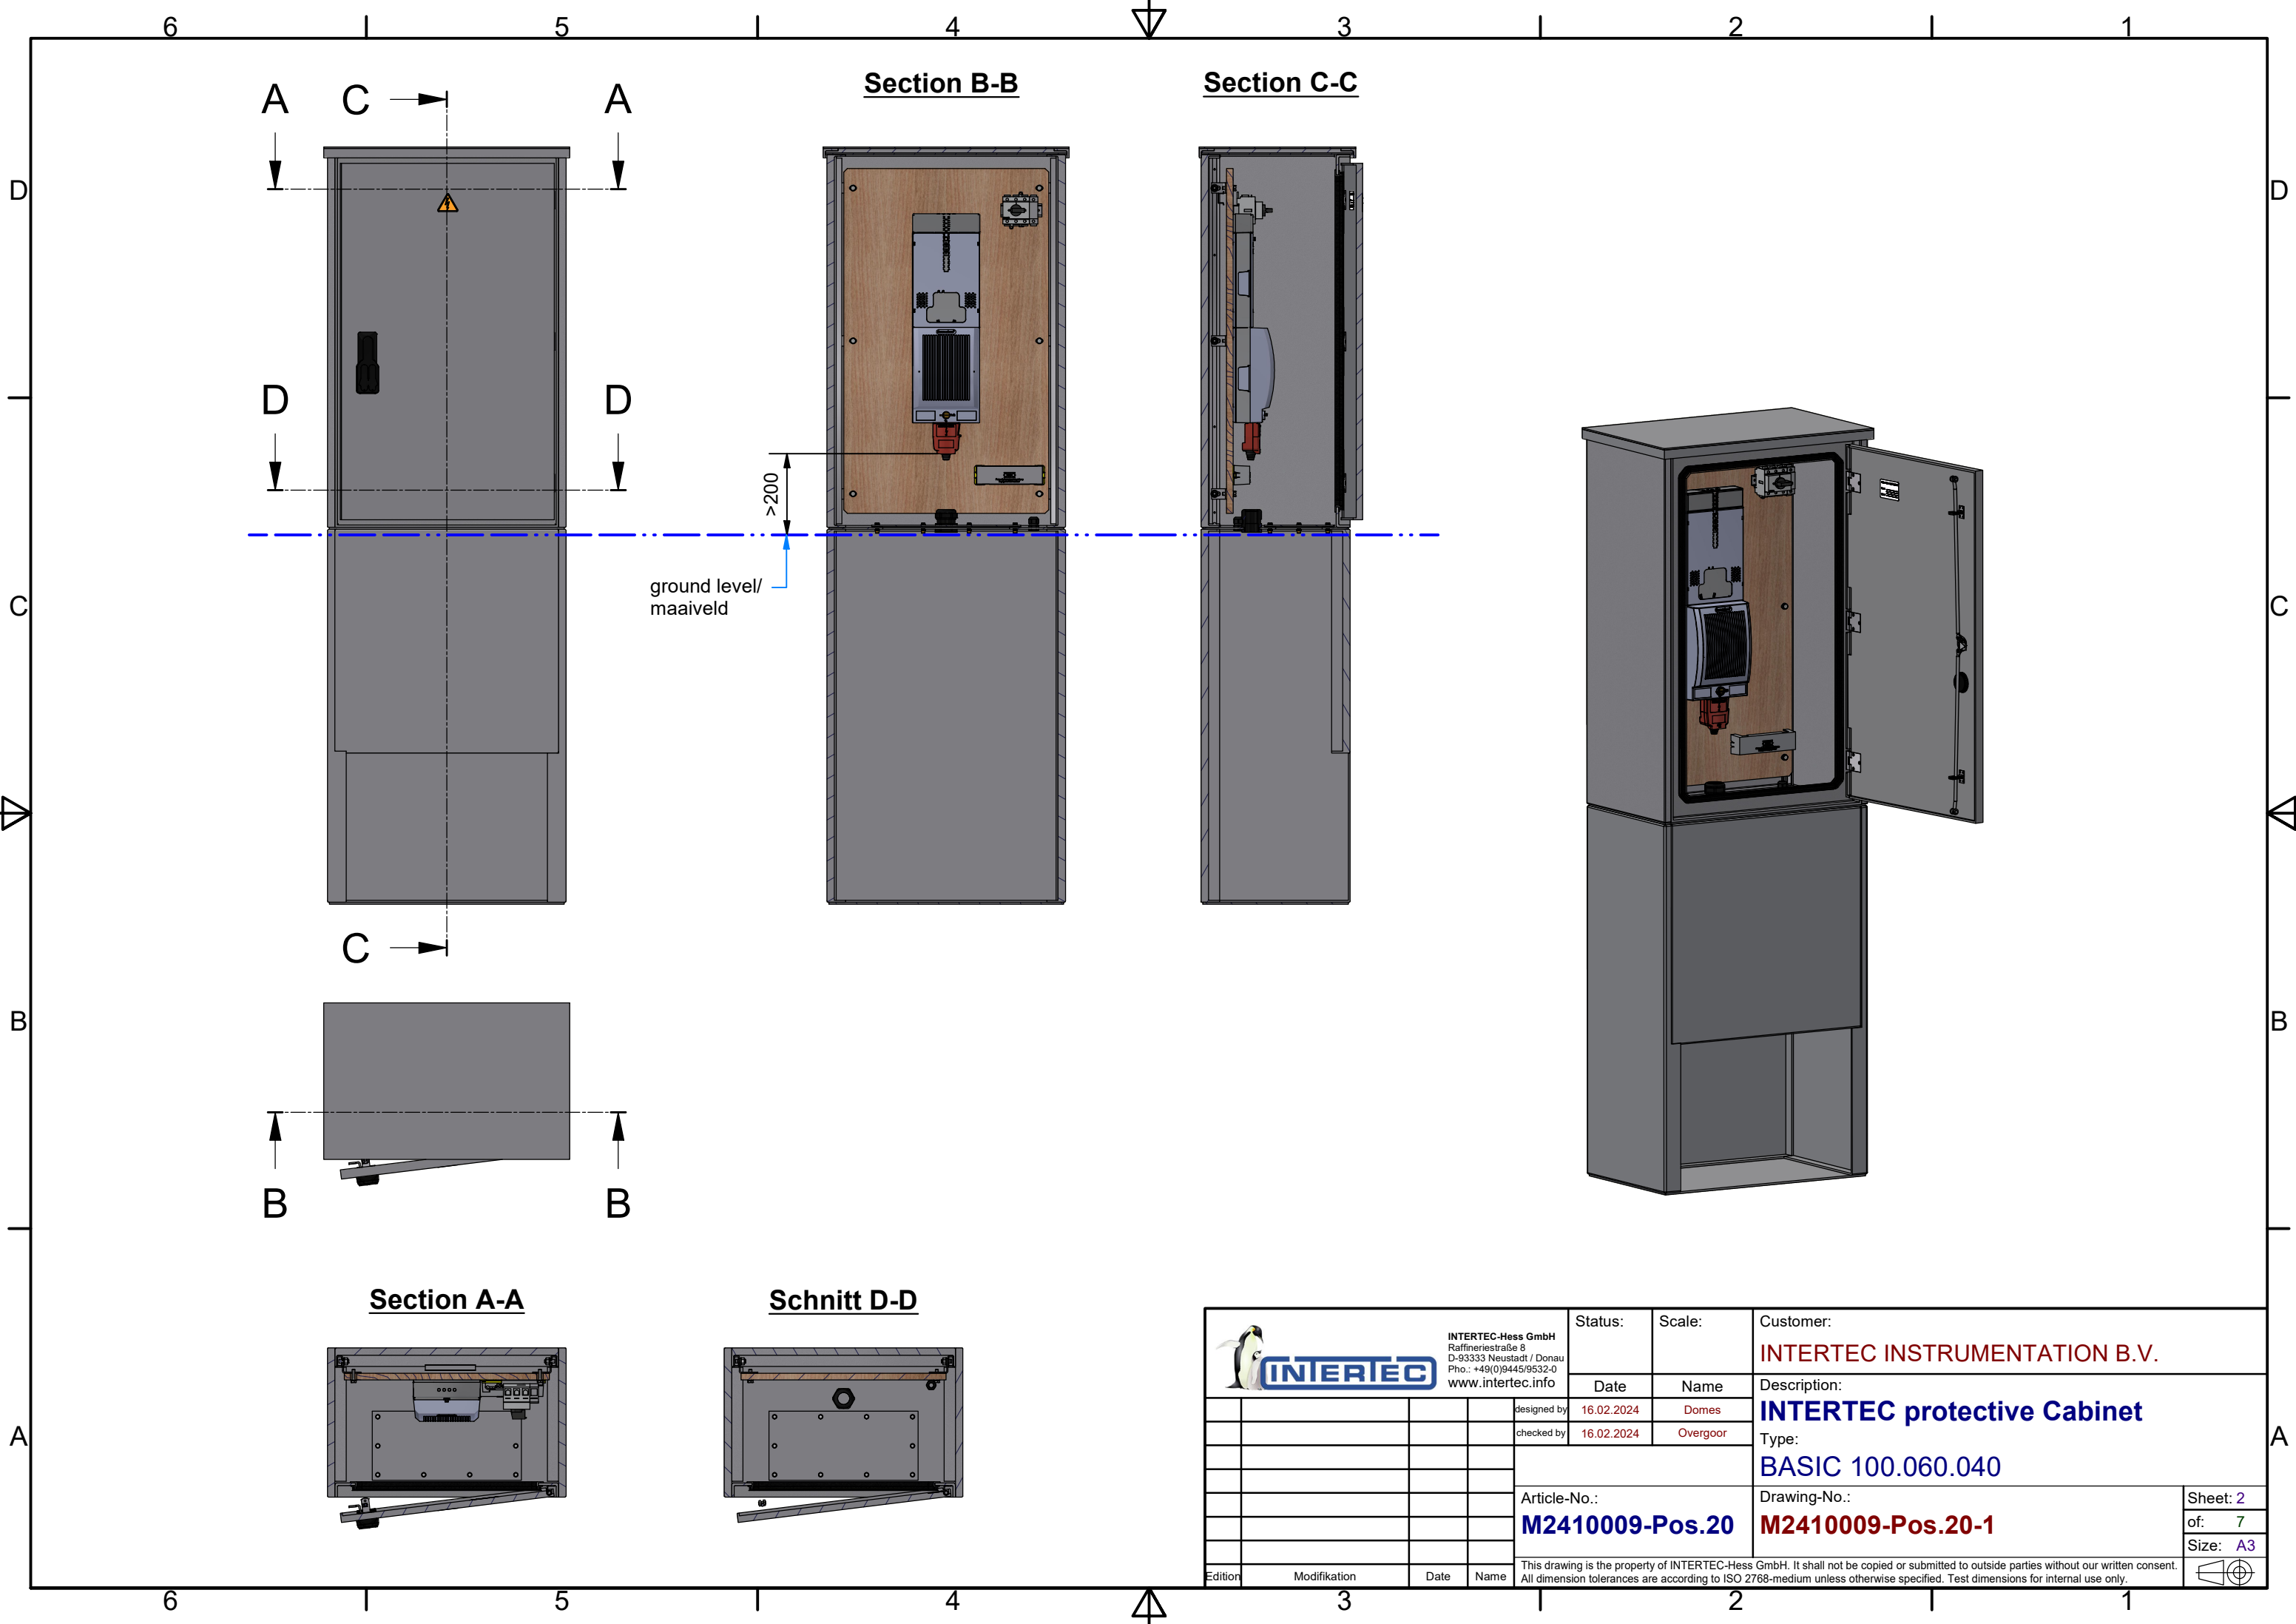 6 5 4 3 2 1
Section B-B
Section C-C
A
C
A
D
D
D
D
>200
ground level/
maaiveld
C
C
C
B
B
B
B
Section A-A
Schnitt D-D
A
A
INTERTEC
INTERTEC-Hess GmbH
Raffineriestraße 8
D-93333 Neustadt / Donau
Pho.: +49(0)9445/9532-0
www.intertec.info
Status:
Scale:
Customer:
INTERTEC INSTRUMENTATION B.V.
Date
Name
Description:
INTERTEC protective Cabinet
designed by
16.02.2024
Domes
checked by
16.02.2024
Overgoor
Type:
BASIC 100.060.040
Article-No.:
M2410009-Pos.20
Drawing-No.:
M2410009-Pos.20-1
Sheet: 2
of: 7
Size: A3
Edition
Modifikation
Date
Name
This drawing is the property of INTERTEC-Hess GmbH. It shall not be copied or submitted to outside parties without our written consent.
All dimension tolerances are according to ISO 2768-medium unless otherwise specified. Test dimensions for internal use only.
6 5 4 3 2 1